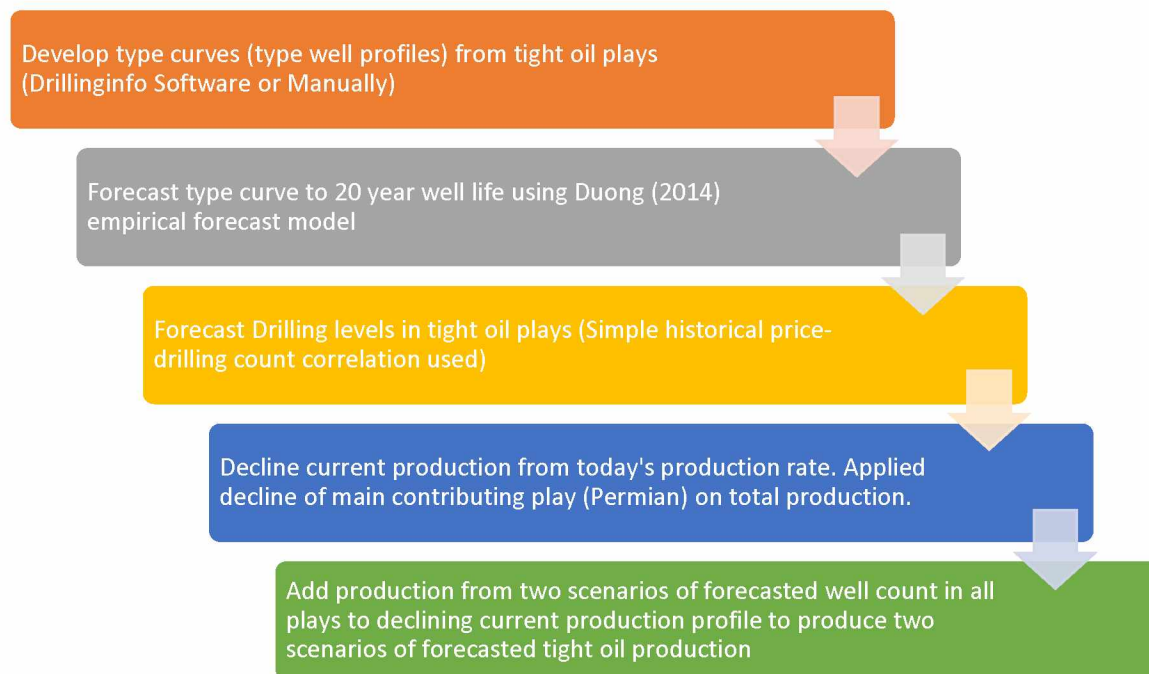 Develop type curves (type well profiles) from tight oil plays
(Drillinginfo Software or Manually)
Forecast type curve to 20 year well life using Duong (2014)
empirical forecast model
Forecast Drilling levels in tight oil plays (Simple historical price-
drilling count correlation used)
Decline current production from today's production rate. Applied
decline of main contributing play (Permian) on total production.
Add production from two scenarios of forecasted well count in all
plays to declining current production profile to produce two
scenarios of forecasted tight oil production